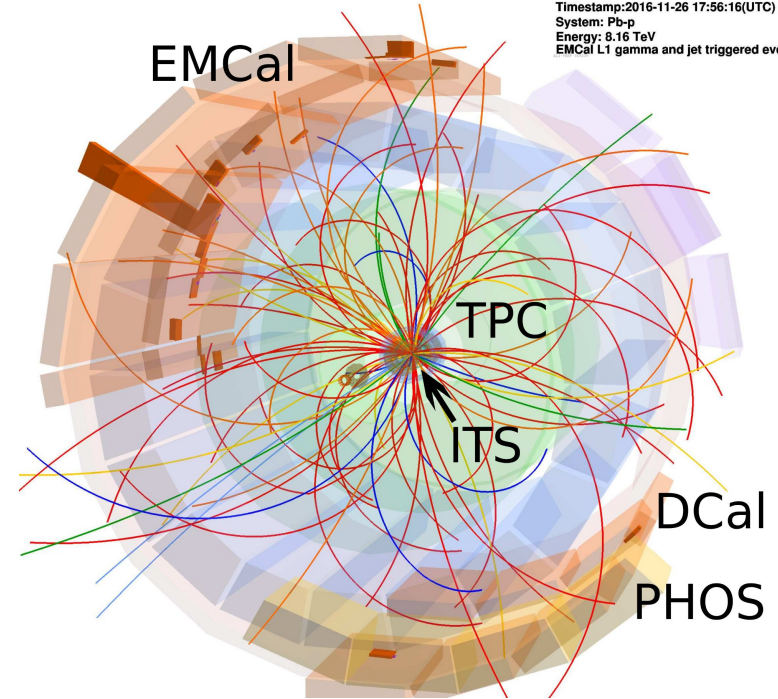 Timestamp:2016-11-26 17:56:16(UTC)
System: Pb-p
Energy: 8.16 TeV
EMCal L1 gamma and jet triggered eve
EMCal
TPC
ITS
DCal
PHOS